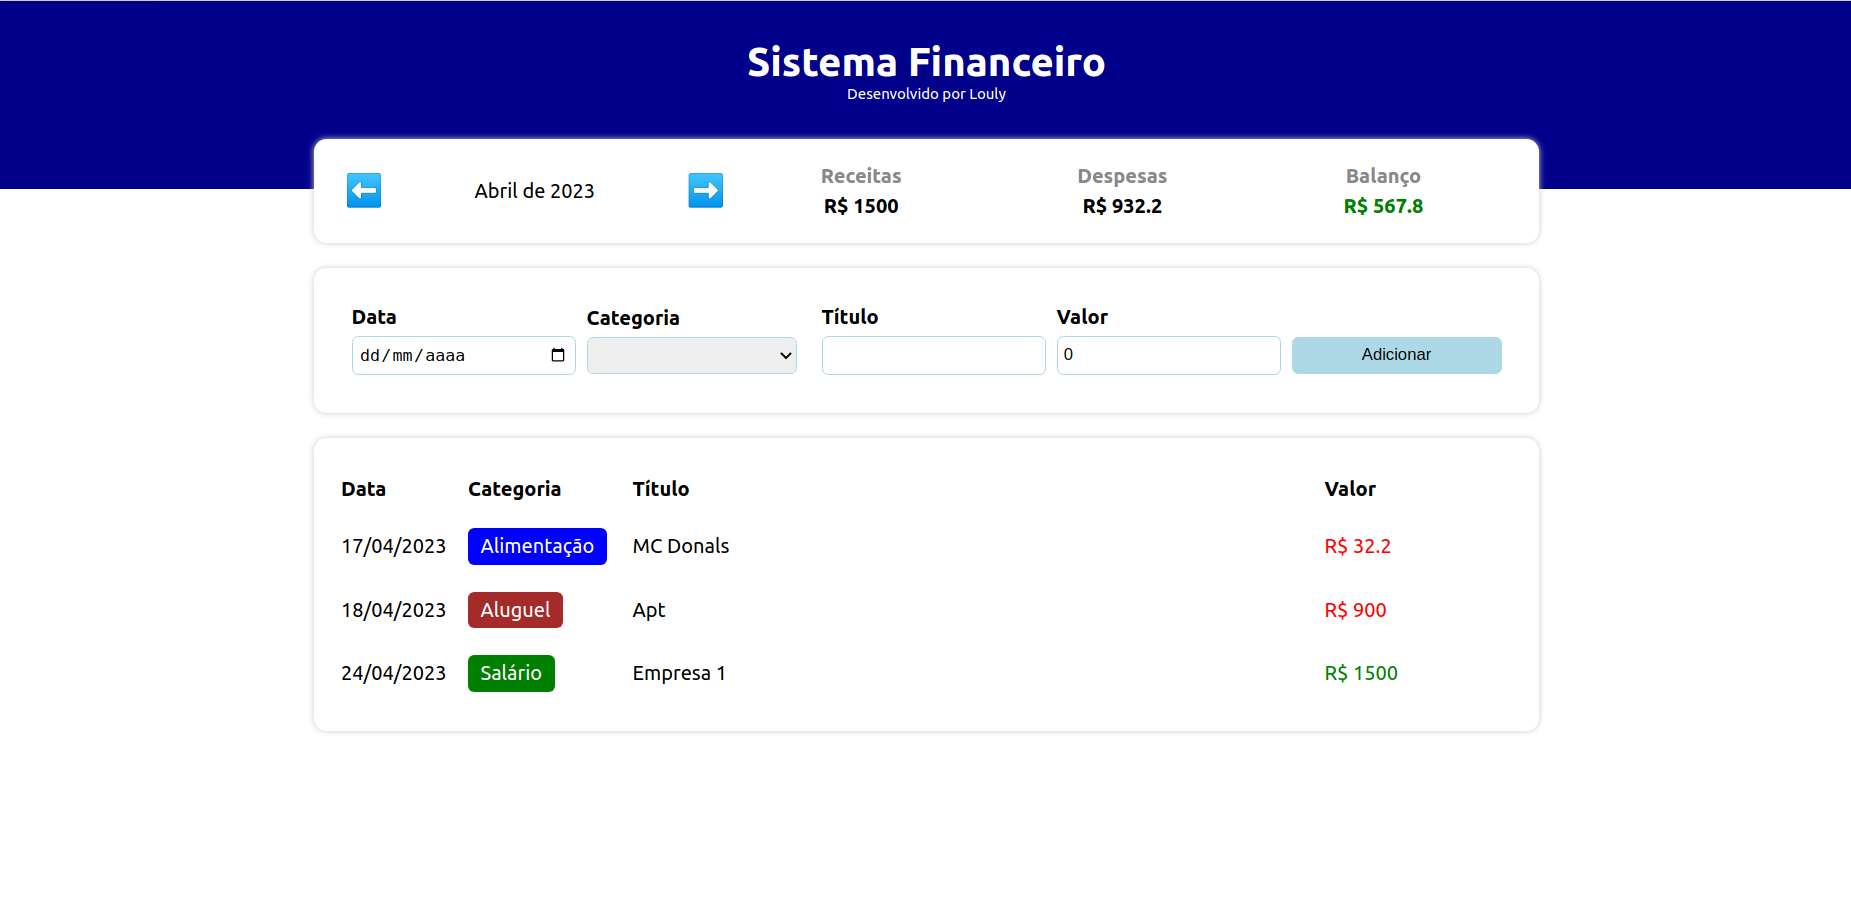 Sistema Financeiro
Desenvolvido por Louly
Abril de 2023
Receitas
R$ 1500
Despesas
R$ 932.2
Balanço
R$ 567.8
Data
dd/mm/aaaa
Categoria
Título
Valor
0
Adicionar
Data Categoria Título Valor
17/04/2023 Alimentação MC Donals R$ 32.2
18/04/2023 Aluguel Apt R$ 900
24/04/2023 Salário Empresa 1 R$ 1500